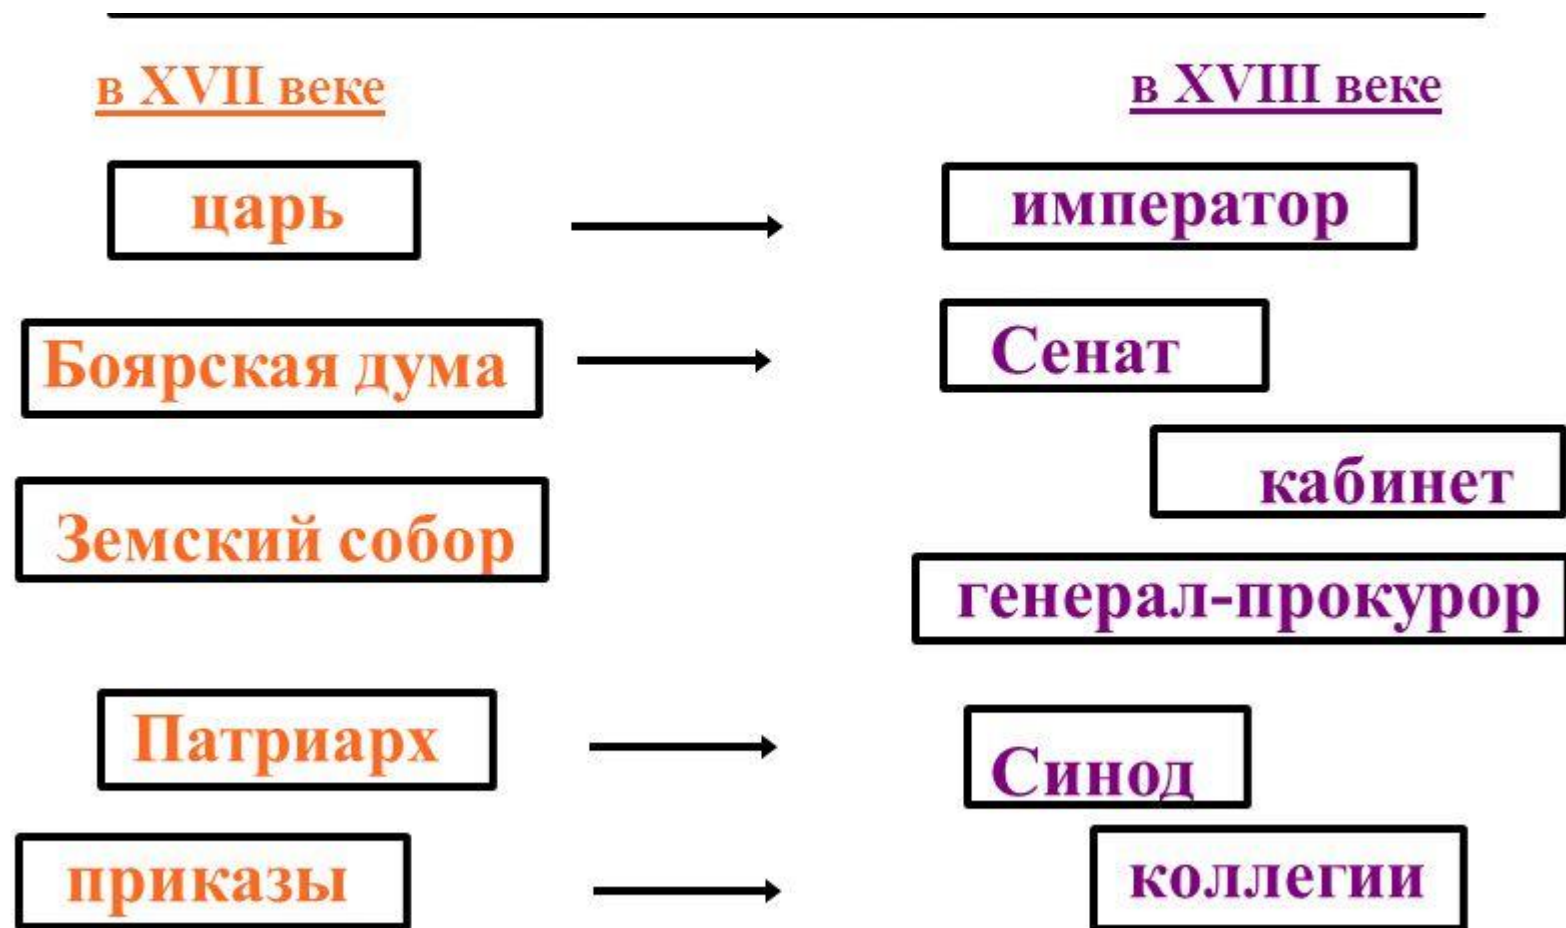 в XVII веке
в XVIII веке
царь
император
Боярская дума
Сенат
кабинет
Земский собор
генерал-прокурор
Патриарх
Синод
приказы
коллегии